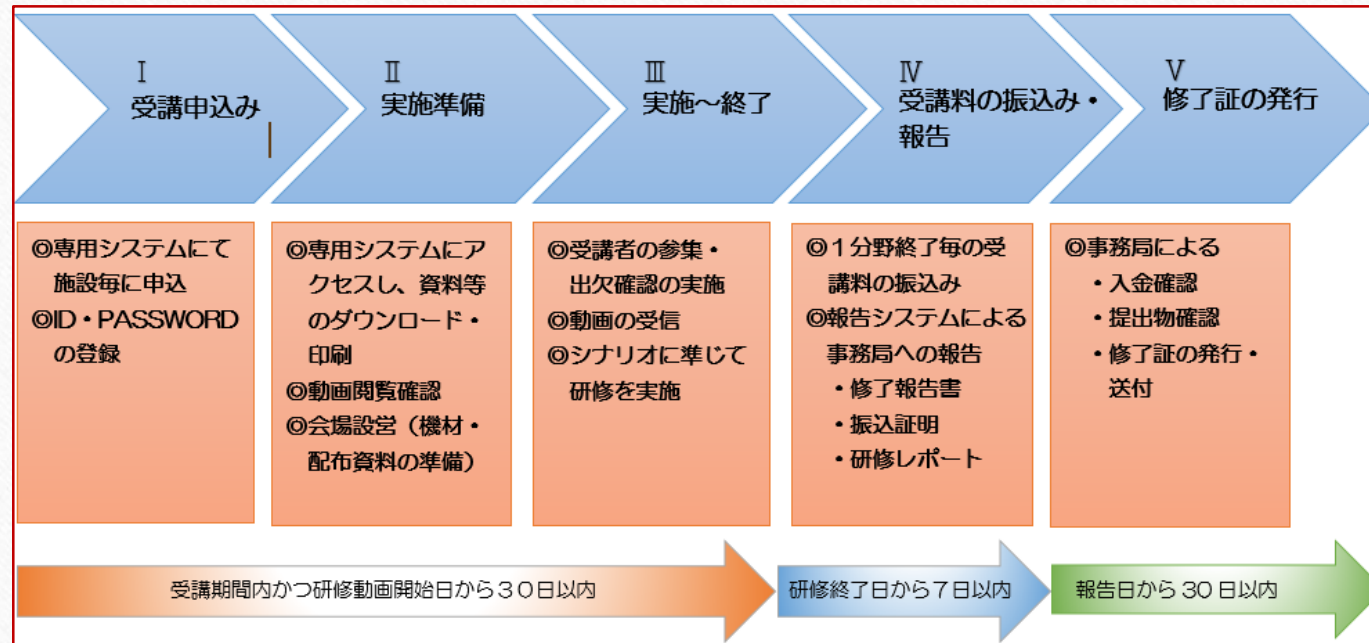 Ⅰ
受講申込み
Ⅱ
実施準備
Ⅲ
実施～終了
Ⅳ
受講料の振込み・
報告
Ⅴ
修了証の発行
◎専用システムにて
施設毎に申込
◎ID・PASSWORD
の登録
◎専用システムにア
クセスし、資料等
のダウンロード・
印刷
◎動画閲覧確認
◎会場設営（機材・
配布資料の準備）
◎受講者の参集・
出欠確認の実施
◎動画の受信
◎シナリオに準じて
研修を実施
◎１分野終了毎の受
講料の振込み
◎報告システムによる
事務局への報告
・修了報告書
・振込証明
・研修レポート
◎事務局による
・入金確認
・提出物確認
・修了証の発行・
送付
受講期間内かつ研修動画開始日から３０日以内
研修終了日から７日以内
報告日から 30 日以内